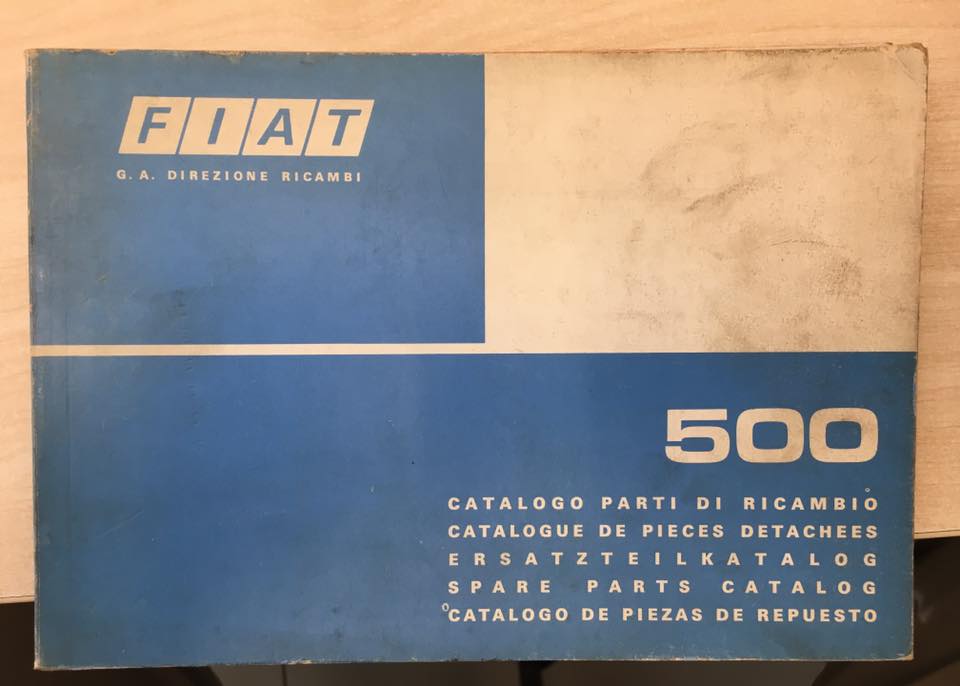 FIAT
G. A. DIREZIONE RICAMBI
500
CATALOGO PARTI DI RICAMBIO
CATALOGUE DE PIECES DETACHEES
ERSATZTEILKATALOG
SPARE PARTS CATALOG
CATALOGO DE PIEZAS DE REPUESTO